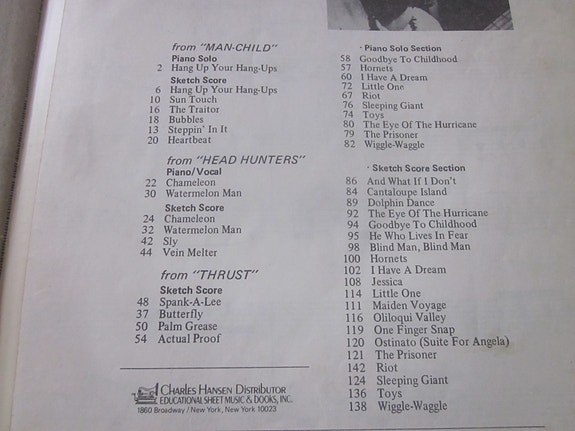 from "MAN-CHILD"
Piano Solo
2 Hang Up Your Hang-Ups
Sketch Score
6 Hang Up Your Hang-Ups
10 Sun Touch
16 The Traitor
18 Bubbles
13 Steppin' In It
20 Heartbeat
from "HEAD HUNTERS"
Piano/Vocal
22 Chameleon
30 Watermelon Man
Sketch Score
24 Chameleon
32 Watermelon Man
42 Sly
44 Vein Melter
from "THRUST"
Sketch Score
48 Spank-A-Lee
37 Butterfly
50 Palm Grease
54 Actual Proof
CHARLES HANSEN DISTRIBUTOR
EDUCATIONAL SHEET MUSIC & BOOKS, INC.
1860 Broadway / New York, New York 10023
· Piano Solo Section
58 Goodbye To Childhood
57 Hornets
60 I Have A Dream
72 Little One
67 Riot
76 Sleeping Giant
74 Toys
80 The Eye Of The Hurricane
79 The Prisoner
82 Wiggle-Waggle
· Sketch Score Section
86 And What If I Don't
84 Cantaloupe Island
89 Dolphin Dance
92 The Eye Of The Hurricane
94 Goodbye To Childhood
95 He Who Lives In Fear
98 Blind Man, Blind Man
100 Hornets
102 I Have A Dream
108 Jessica
114 Little One
111 Maiden Voyage
116 Oliloqui Valley
119 One Finger Snap
120 Ostinato (Suite For Angela)
121 The Prisoner
142 Riot
124 Sleeping Giant
136 Toys
138 Wiggle-Waggle